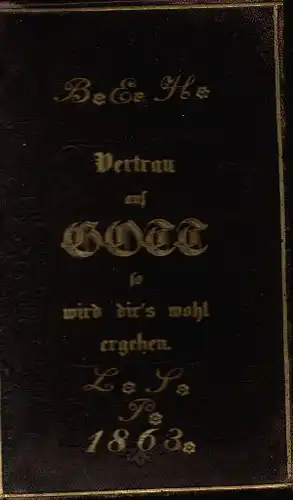 B. E. H.
Vertrau
auf
GOTT
so
wird dir's wohl
ergehen.
L. S.
P.
1863.